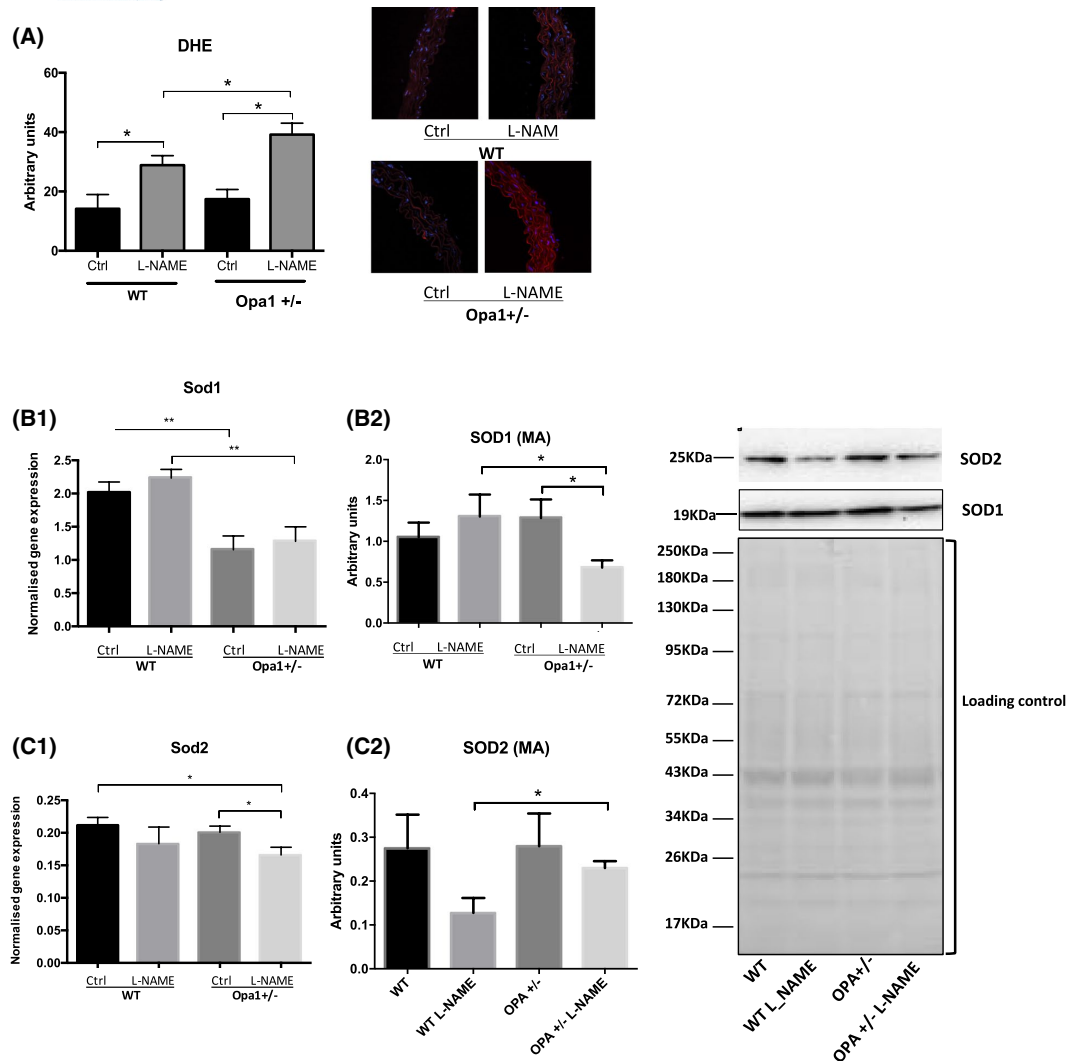 (A)
DHE
Arbitrary units
60
40
20
0
*
*
*
Ctrl L-NAME Ctrl L-NAME
WT
Opa1 +/-
Ctrl L-NAM
WT
Ctrl L-NAME
Opa1+/-
(B1)
Sod1
Normalised gene expression
2.5
2.0
1.5
1.0
0.5
0.0
**
**
Ctrl L-NAME Ctrl L-NAME
WT Opa1+/-
(B2)
SOD1 (MA)
Arbitrary units
2.0
1.5
1.0
0.5
0.0
*
*
Ctrl L-NAME Ctrl L-NAME
WT Opa1+/-
25KDa SOD2
19KDa SOD1
250KDa
180KDa
130KDa
95KDa
72KDa
55KDa
43KDa
34KDa
26KDa
17KDa
Loading control
WT
WT L_NAME
OPA+/-
OPA +/- L-NAME
(C1)
Sod2
Normalised gene expression
0.25
0.20
0.15
0.10
0.05
0.00
*
*
Ctrl L-NAME Ctrl L-NAME
WT Opa1+/-
(C2)
SOD2 (MA)
Arbitrary units
0.4
0.3
0.2
0.1
0.0
*
WT
WT L-NAME
OPA +/-
OPA +/- L-NAME